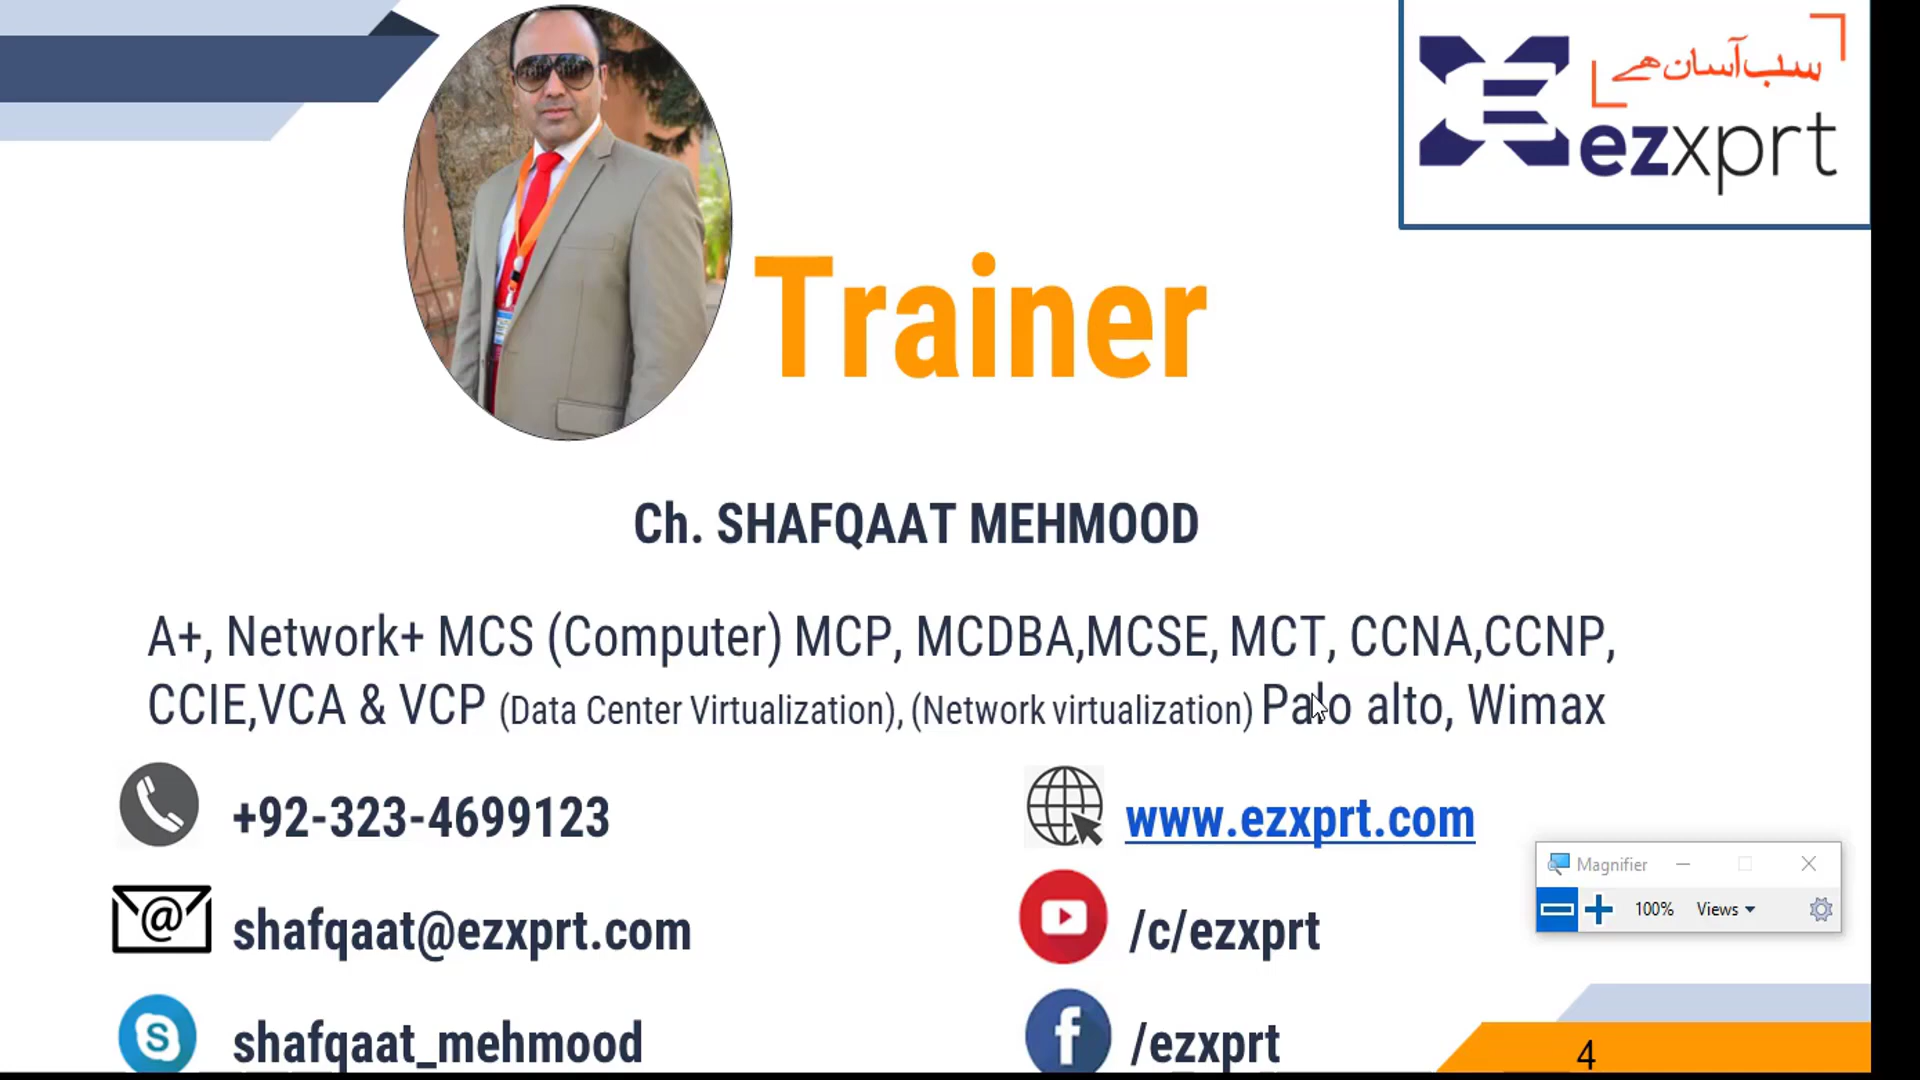 سب آسان ہے
ezxprt
Trainer
Ch. SHAFQAAT MEHMOOD
A+, Network+ MCS (Computer) MCP, MCDBA,MCSE, MCT, CCNA,CCNP,
CCIE,VCA & VCP (Data Center Virtualization), (Network virtualization) Palo alto, Wimax
+92-323-4699123
www.ezxprt.com
Magnifier
100% Views
shafqaat@ezxprt.com
/c/ezxprt
shafqaat_mehmood
/ezxprt
4